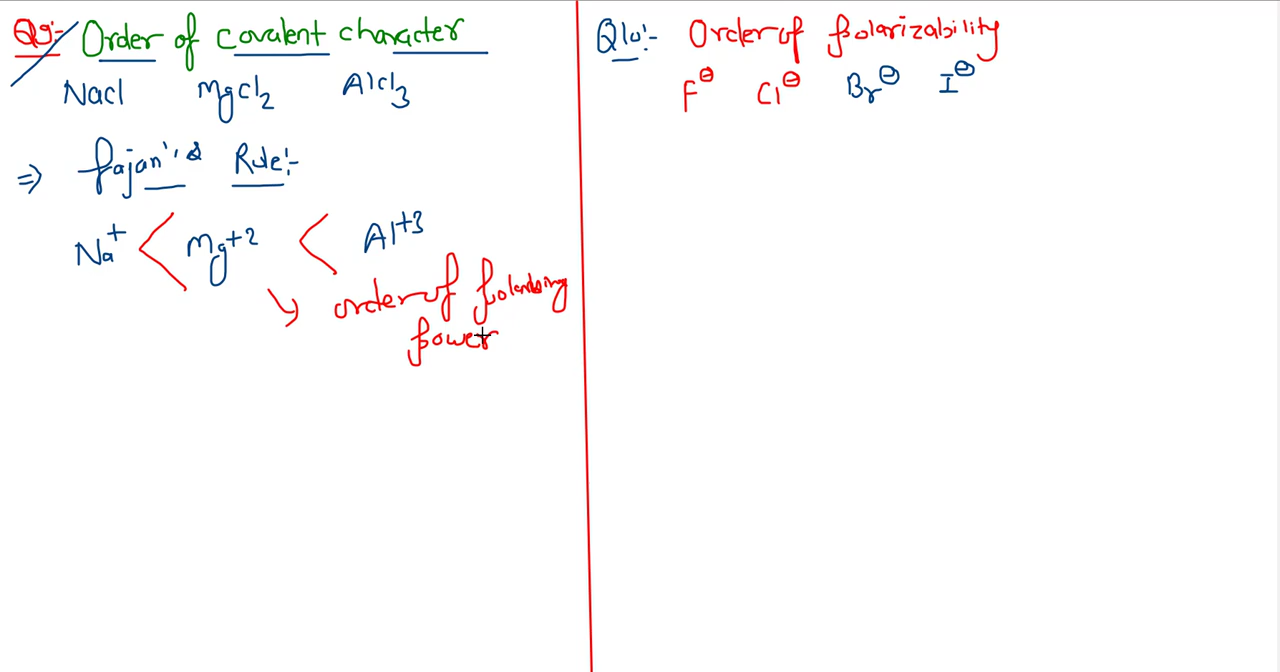 Q9:- Order of covalent character
NaCl MgCl2 AlCl3
⇒ Fajan's Rule:-
Na+ < Mg+2 < Al+3
order of polarising
power
Q10:- Order of polarizability
F⊖ Cl⊖ Br⊖ I⊖